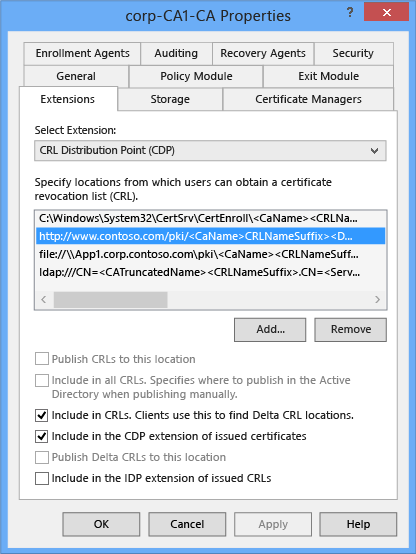 corp-CA1-CA Properties
?
Enrollment Agents Auditing Recovery Agents Security
General Policy Module Exit Module
Extensions Storage Certificate Managers
Select Extension:
CRL Distribution Point (CDP)
Specify locations from which users can obtain a certificate
revocation list (CRL).
C:\Windows\System32\CertSrv\CertEnroll\<CaName><CRLNa...
http://www.contoso.com/pki/<CaName>CRLNameSuffix><D...
file://\\App1.corp.contoso.com\pki\<CaName><CRLNameSuff...
ldap:///CN=<CATruncatedName><CRLNameSuffix>.CN=<Serv...
Add... Remove
Publish CRLs to this location
Include in all CRLs. Specifies where to publish in the Active
Directory when publishing manually.
Include in CRLs. Clients use this to find Delta CRL locations.
Include in the CDP extension of issued certificates
Publish Delta CRLs to this location
Include in the IDP extension of issued CRLs
OK Cancel Apply Help